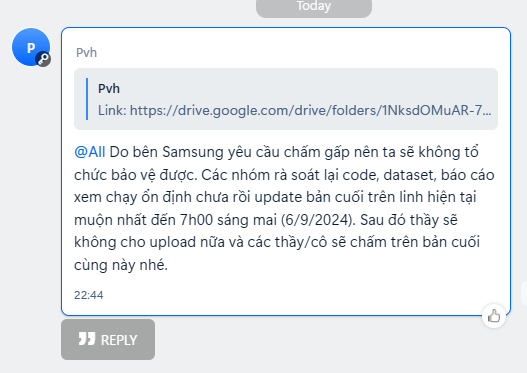 Today
P
Pvh
Pvh
Link: https://drive.google.com/drive/folders/1NksdOMuAR-7...
@All Do bên Samsung yêu cầu chấm gấp nên ta sẽ không tổ
chức bảo vệ được. Các nhóm rà soát lại code, dataset, báo cáo
xem chạy ổn định chưa rồi update bản cuối trên linh hiện tại
muộn nhất đến 7h00 sáng mai (6/9/2024). Sau đó thầy sẽ
không cho upload nữa và các thầy/cô sẽ chấm trên bản cuối
cùng này nhé.
22:44
REPLY